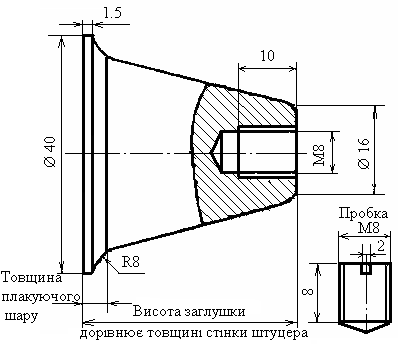 1.5
10
Ø 40
M8
Ø 16
R8
Пробка
M8
2
8
Товщина
плакуючого
шару
Висота заглушки
дорівнює товщині стінки штуцера